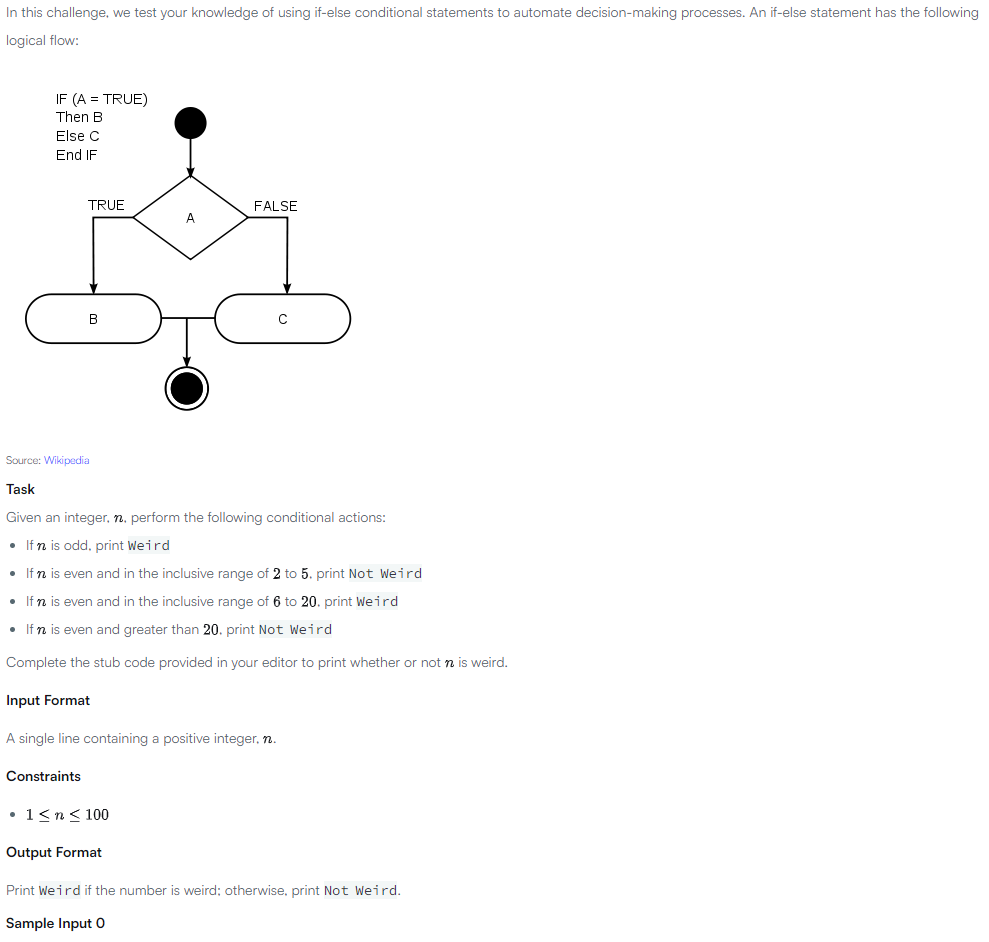 In this challenge, we test your knowledge of using if-else conditional statements to automate decision-making processes. An if-else statement has the following
logical flow:
IF (A = TRUE)
Then B
Else C
End IF
TRUE
FALSE
A
B
C
Source: Wikipedia
Task
Given an integer, n, perform the following conditional actions:
• If n is odd, print Weird
• If n is even and in the inclusive range of 2 to 5, print Not Weird
• If n is even and in the inclusive range of 6 to 20, print Weird
• If n is even and greater than 20, print Not Weird
Complete the stub code provided in your editor to print whether or not n is weird.
Input Format
A single line containing a positive integer, n.
Constraints
• 1 ≤ n ≤ 100
Output Format
Print Weird if the number is weird; otherwise, print Not Weird.
Sample Input 0